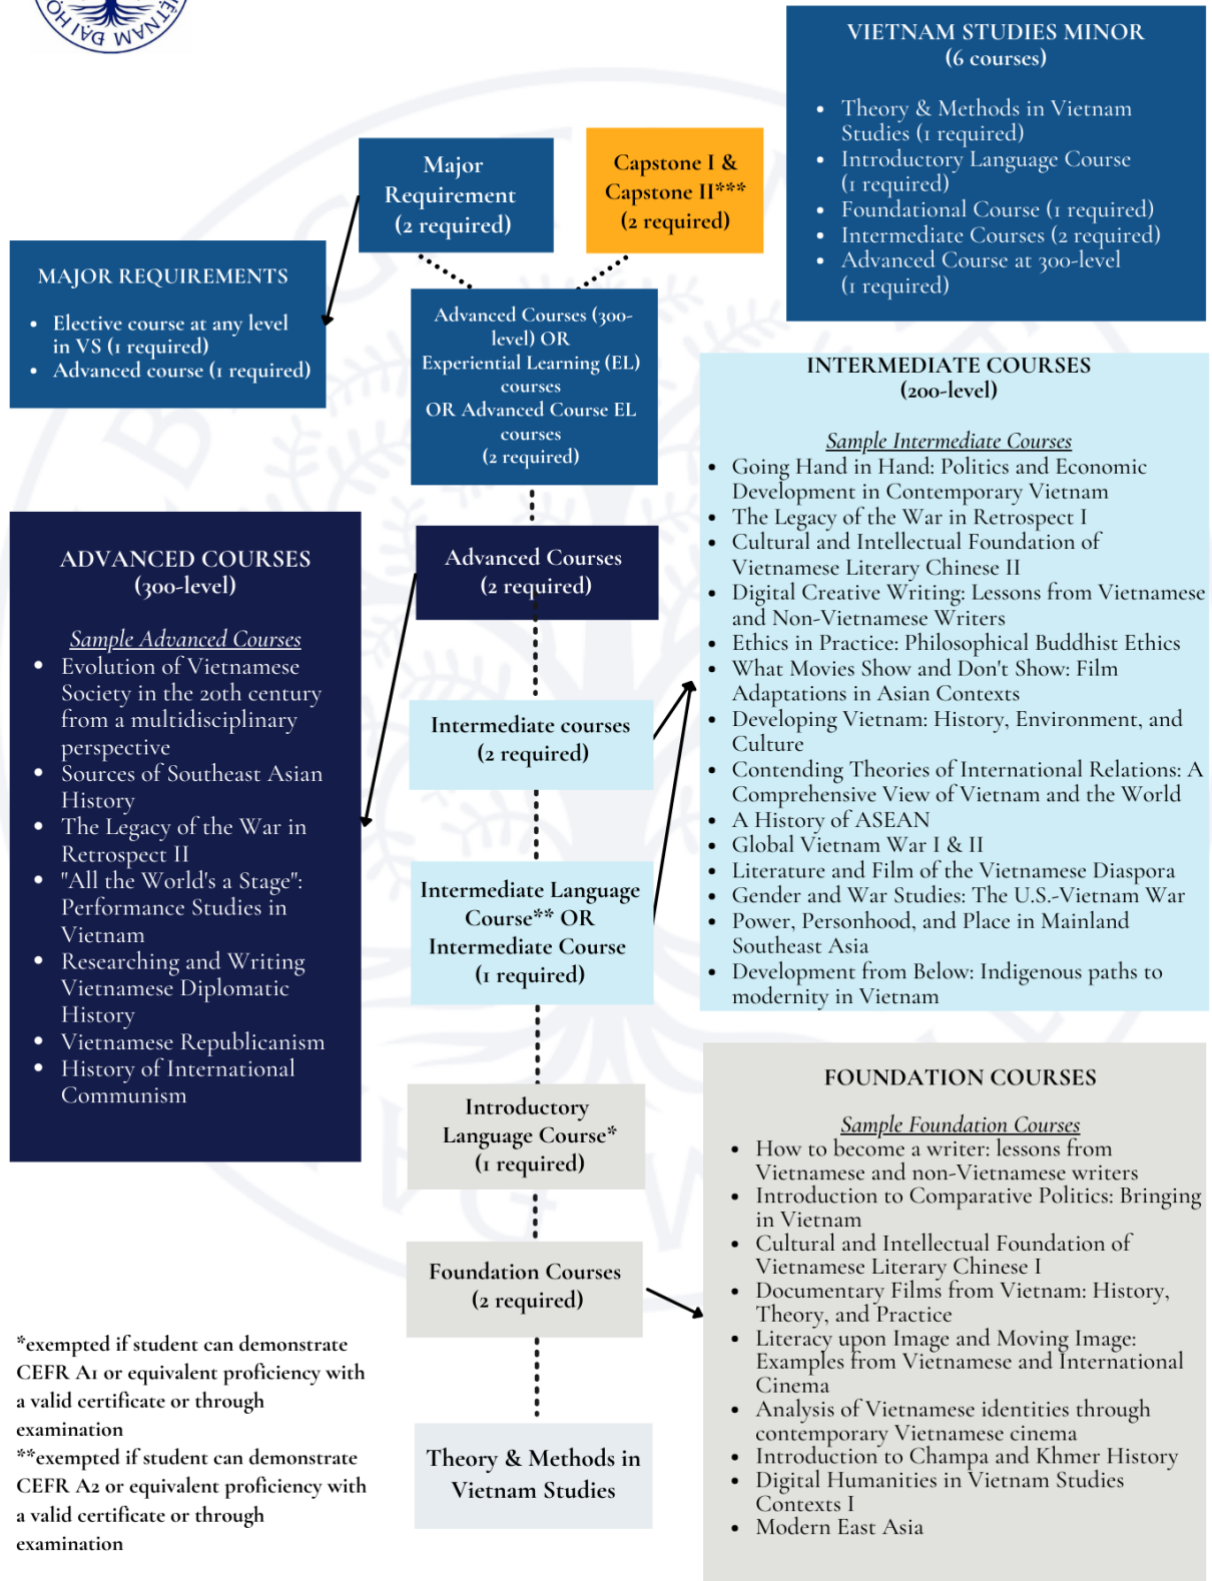 VIỆT NAM ĐẠI HỌ
VIETNAM STUDIES MINOR
(6 courses)
• Theory & Methods in Vietnam
Studies (1 required)
• Introductory Language Course
(1 required)
• Foundational Course (1 required)
• Intermediate Courses (2 required)
• Advanced Course at 300-level
(1 required)
Major
Requirement
(2 required)
Capstone I &
Capstone II***
(2 required)
MAJOR REQUIREMENTS
• Elective course at any level
in VS (1 required)
• Advanced course (1 required)
Advanced Courses (300-
level) OR
Experiential Learning (EL)
courses
OR Advanced Course EL
courses
(2 required)
INTERMEDIATE COURSES
(200-level)
Sample Intermediate Courses
• Going Hand in Hand: Politics and Economic
Development in Contemporary Vietnam
• The Legacy of the War in Retrospect I
• Cultural and Intellectual Foundation of
Vietnamese Literary Chinese II
• Digital Creative Writing: Lessons from Vietnamese
and Non-Vietnamese Writers
• Ethics in Practice: Philosophical Buddhist Ethics
• What Movies Show and Don't Show: Film
Adaptations in Asian Contexts
• Developing Vietnam: History, Environment, and
Culture
• Contending Theories of International Relations: A
Comprehensive View of Vietnam and the World
• A History of ASEAN
• Global Vietnam War I & II
• Literature and Film of the Vietnamese Diaspora
• Gender and War Studies: The U.S.-Vietnam War
• Power, Personhood, and Place in Mainland
Southeast Asia
• Development from Below: Indigenous paths to
modernity in Vietnam
ADVANCED COURSES
(300-level)
Sample Advanced Courses
• Evolution of Vietnamese
Society in the 20th century
from a multidisciplinary
perspective
• Sources of Southeast Asian
History
• The Legacy of the War in
Retrospect II
• "All the World's a Stage":
Performance Studies in
Vietnam
• Researching and Writing
Vietnamese Diplomatic
History
• Vietnamese Republicanism
• History of International
Communism
Advanced Courses
(2 required)
Intermediate courses
(2 required)
Intermediate Language
Course** OR
Intermediate Course
(1 required)
Introductory
Language Course*
(1 required)
Foundation Courses
(2 required)
Theory & Methods in
Vietnam Studies
FOUNDATION COURSES
Sample Foundation Courses
• How to become a writer: lessons from
Vietnamese and non-Vietnamese writers
• Introduction to Comparative Politics: Bringing
in Vietnam
• Cultural and Intellectual Foundation of
Vietnamese Literary Chinese I
• Documentary Films from Vietnam: History,
Theory, and Practice
• Literacy upon Image and Moving Image:
Examples from Vietnamese and International
Cinema
• Analysis of Vietnamese identities through
contemporary Vietnamese cinema
• Introduction to Champa and Khmer History
• Digital Humanities in Vietnam Studies
Contexts I
• Modern East Asia
*exempted if student can demonstrate
CEFR A1 or equivalent proficiency with
a valid certificate or through
examination
**exempted if student can demonstrate
CEFR A2 or equivalent proficiency with
a valid certificate or through
examination